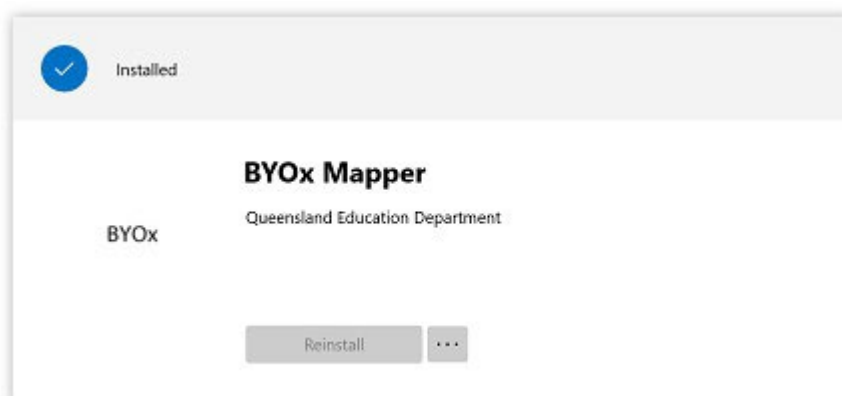 Installed
BYOx Mapper
Queensland Education Department
BYOx
Reinstall
...